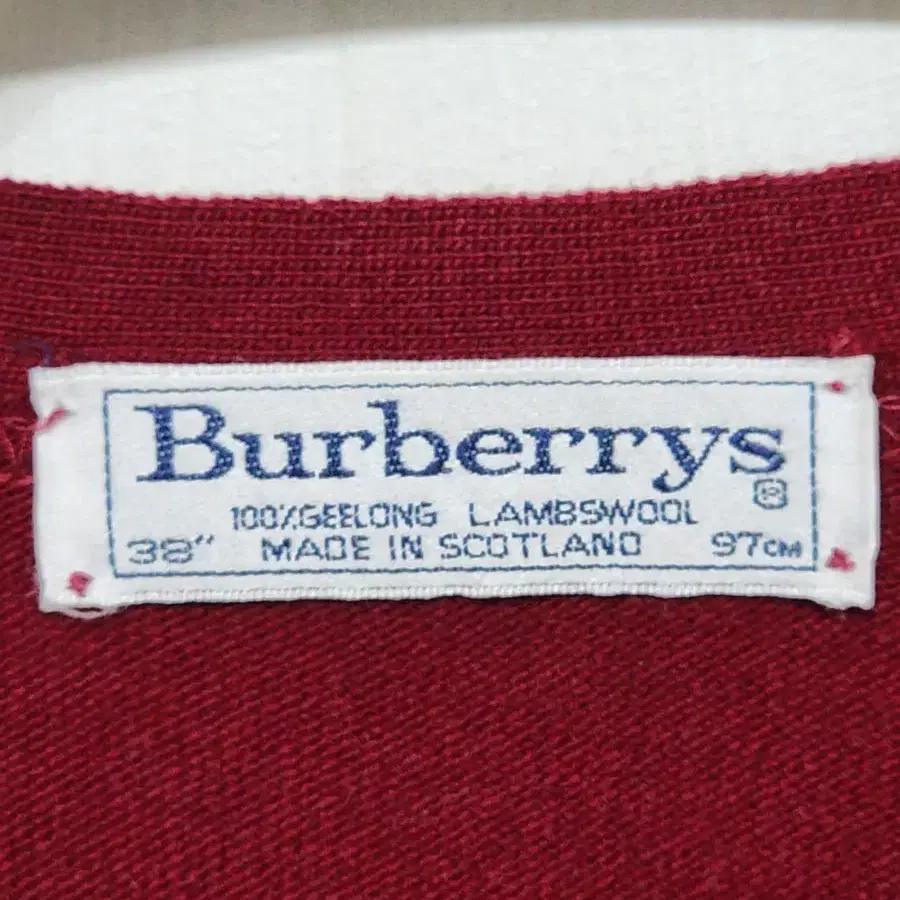 Burberrys
®
100%GEELONG LAMBSWOOL
38" MADE IN SCOTLAND 97CM